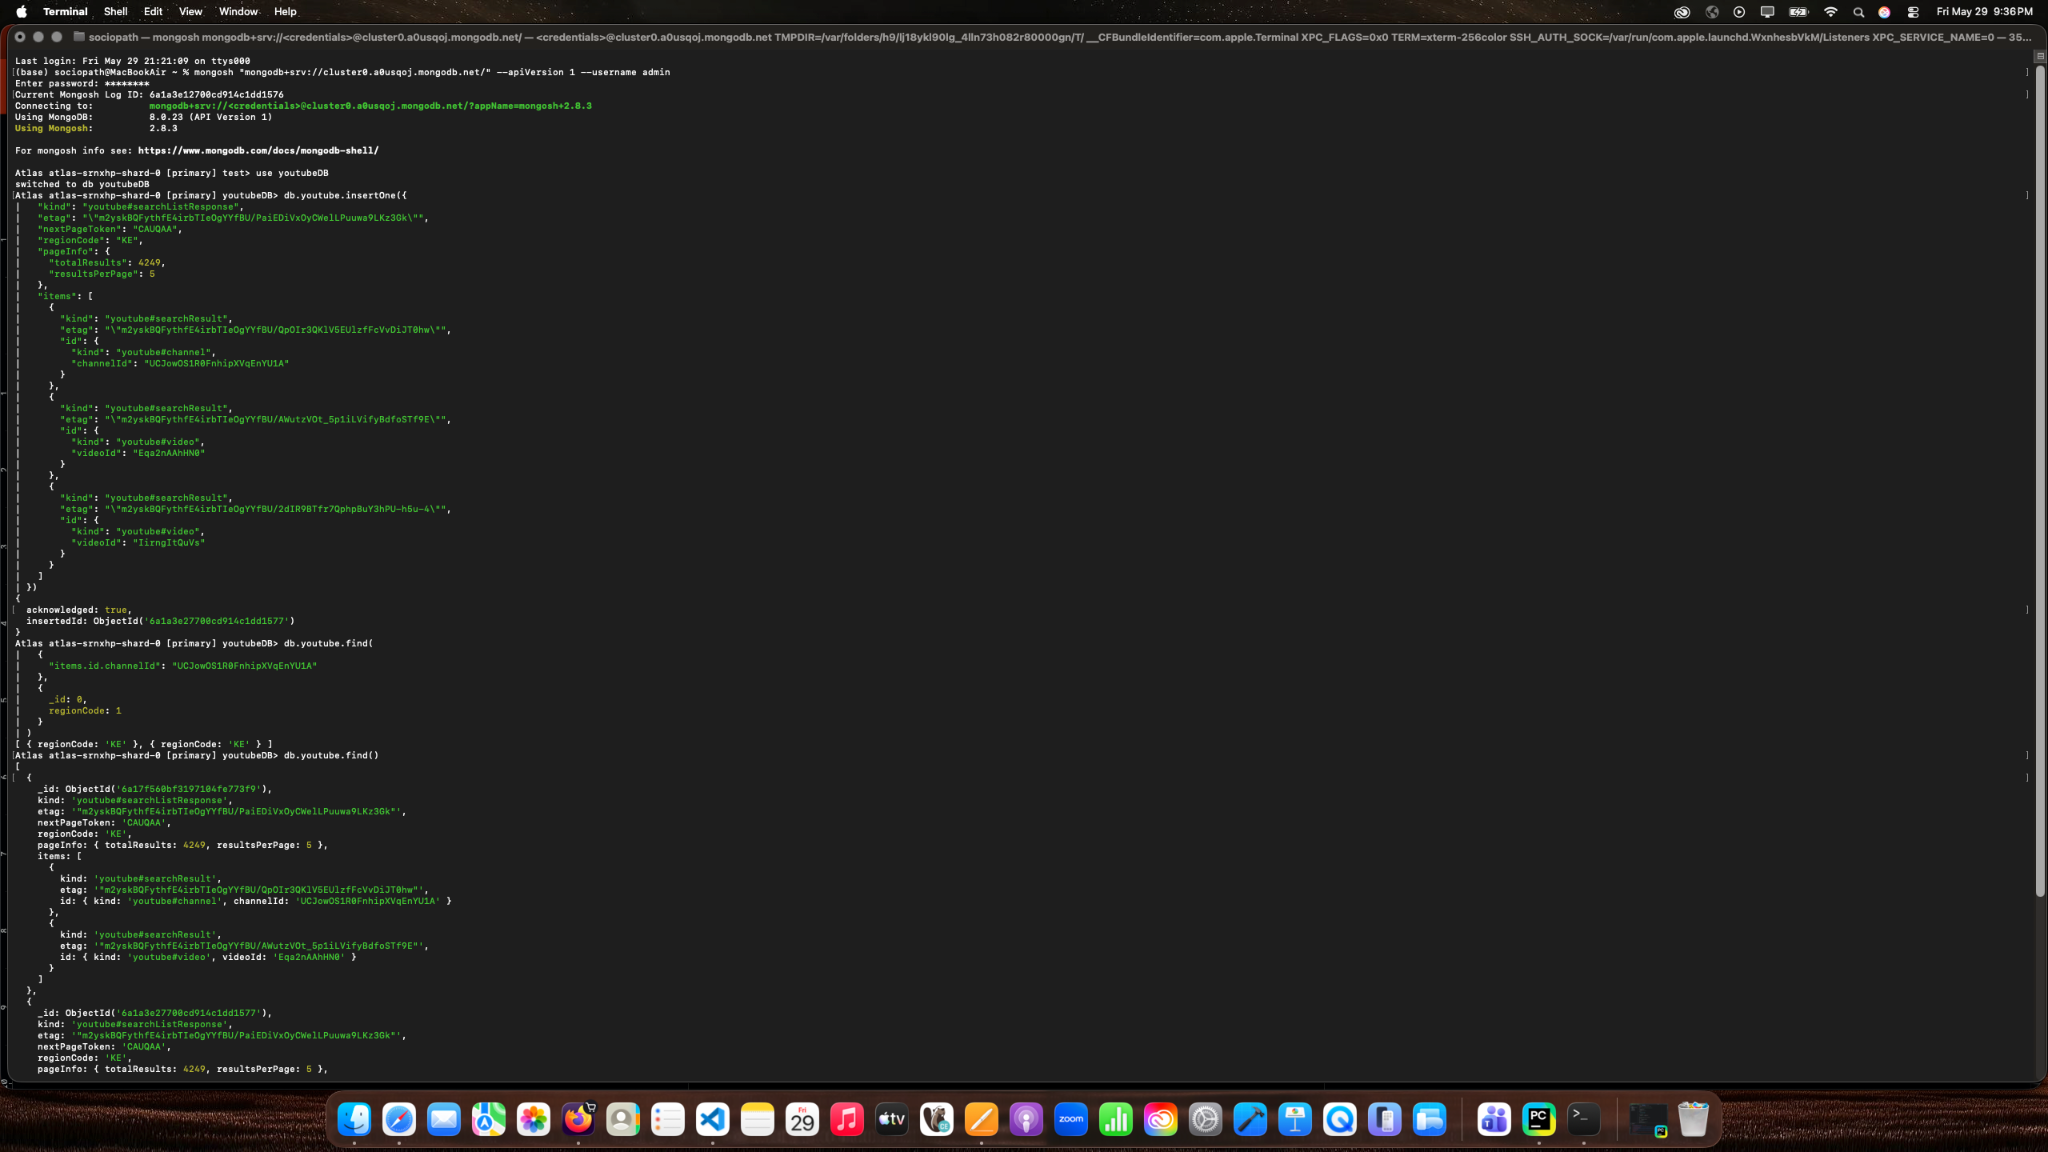 Terminal Shell Edit View Window Help Fri May 29 9:36 PM
sociopath — mongosh mongodb+srv://<credentials>@cluster0.a0usqoj.mongodb.net/ — <credentials>@cluster0.a0usqoj.mongodb.net TMPDIR=/var/folders/h9/lj18ykl90lg_4lln73h082r80000gn/T/ __CFBundleIdentifier=com.apple.Terminal XPC_FLAGS=0x0 TERM=xterm-256color SSH_AUTH_SOCK=/var/run/com.apple.launchd.WxnhesbVkM/Listeners XPC_SERVICE_NAME=0 — 35...
Last login: Fri May 29 21:21:09 on ttys000
[(base) sociopath@MacBookAir ~ % mongosh "mongodb+srv://cluster0.a0usqoj.mongodb.net/" --apiVersion 1 --username admin ]
Enter password: ********
[Current Mongosh Log ID: 6a1a3e12700cd914c1dd1576 ]
Connecting to: mongodb+srv://<credentials>@cluster0.a0usqoj.mongodb.net/?appName=mongosh+2.8.3
Using MongoDB: 8.0.23 (API Version 1)
Using Mongosh: 2.8.3
For mongosh info see: https://www.mongodb.com/docs/mongodb-shell/
Atlas atlas-srnxhp-shard-0 [primary] test> use youtubeDB
switched to db youtubeDB
[Atlas atlas-srnxhp-shard-0 [primary] youtubeDB> db.youtube.insertOne({ ]
| "kind": "youtube#searchListResponse",
| "etag": "\"m2yskBQFythfE4irbTIeOgYYfBU/PaiEDiVxOyCWelLPuuwa9LKz3Gk\"",
| "nextPageToken": "CAUQAA",
| "regionCode": "KE",
| "pageInfo": {
| "totalResults": 4249,
| "resultsPerPage": 5
| },
| "items": [
| {
| "kind": "youtube#searchResult",
| "etag": "\"m2yskBQFythfE4irbTIeOgYYfBU/QpOIr3QKlV5EUlzfFcVvDiJT0hw\"",
| "id": {
| "kind": "youtube#channel",
| "channelId": "UCJowOS1R0FnhipXVqEnYU1A"
| }
| },
| {
| "kind": "youtube#searchResult",
| "etag": "\"m2yskBQFythfE4irbTIeOgYYfBU/AWutzVOt_5p1iLVifyBdfoSTf9E\"",
| "id": {
| "kind": "youtube#video",
| "videoId": "Eqa2nAAhHN0"
| }
| },
| {
| "kind": "youtube#searchResult",
| "etag": "\"m2yskBQFythfE4irbTIeOgYYfBU/2dIR9BTfr7QphpBuY3hPU-h5u-4\"",
| "id": {
| "kind": "youtube#video",
| "videoId": "IirngItQuVs"
| }
| }
| ]
| })
{
[ acknowledged: true, ]
insertedId: ObjectId('6a1a3e27700cd914c1dd1577')
}
Atlas atlas-srnxhp-shard-0 [primary] youtubeDB> db.youtube.find(
| {
| "items.id.channelId": "UCJowOS1R0FnhipXVqEnYU1A"
| },
| {
| _id: 0,
| regionCode: 1
| }
| )
[ { regionCode: 'KE' }, { regionCode: 'KE' } ]
[Atlas atlas-srnxhp-shard-0 [primary] youtubeDB> db.youtube.find() ]
[
[ { ]
_id: ObjectId('6a17f560bf3197104fe773f9'),
kind: 'youtube#searchListResponse',
etag: '"m2yskBQFythfE4irbTIeOgYYfBU/PaiEDiVxOyCWelLPuuwa9LKz3Gk"',
nextPageToken: 'CAUQAA',
regionCode: 'KE',
pageInfo: { totalResults: 4249, resultsPerPage: 5 },
items: [
{
kind: 'youtube#searchResult',
etag: '"m2yskBQFythfE4irbTIeOgYYfBU/QpOIr3QKlV5EUlzfFcVvDiJT0hw"',
id: { kind: 'youtube#channel', channelId: 'UCJowOS1R0FnhipXVqEnYU1A' }
},
{
kind: 'youtube#searchResult',
etag: '"m2yskBQFythfE4irbTIeOgYYfBU/AWutzVOt_5p1iLVifyBdfoSTf9E"',
id: { kind: 'youtube#video', videoId: 'Eqa2nAAhHN0' }
}
]
},
{
_id: ObjectId('6a1a3e27700cd914c1dd1577'),
kind: 'youtube#searchListResponse',
etag: '"m2yskBQFythfE4irbTIeOgYYfBU/PaiEDiVxOyCWelLPuuwa9LKz3Gk"',
nextPageToken: 'CAUQAA',
regionCode: 'KE',
pageInfo: { totalResults: 4249, resultsPerPage: 5 },
Fri
29
tv
zoom
PC